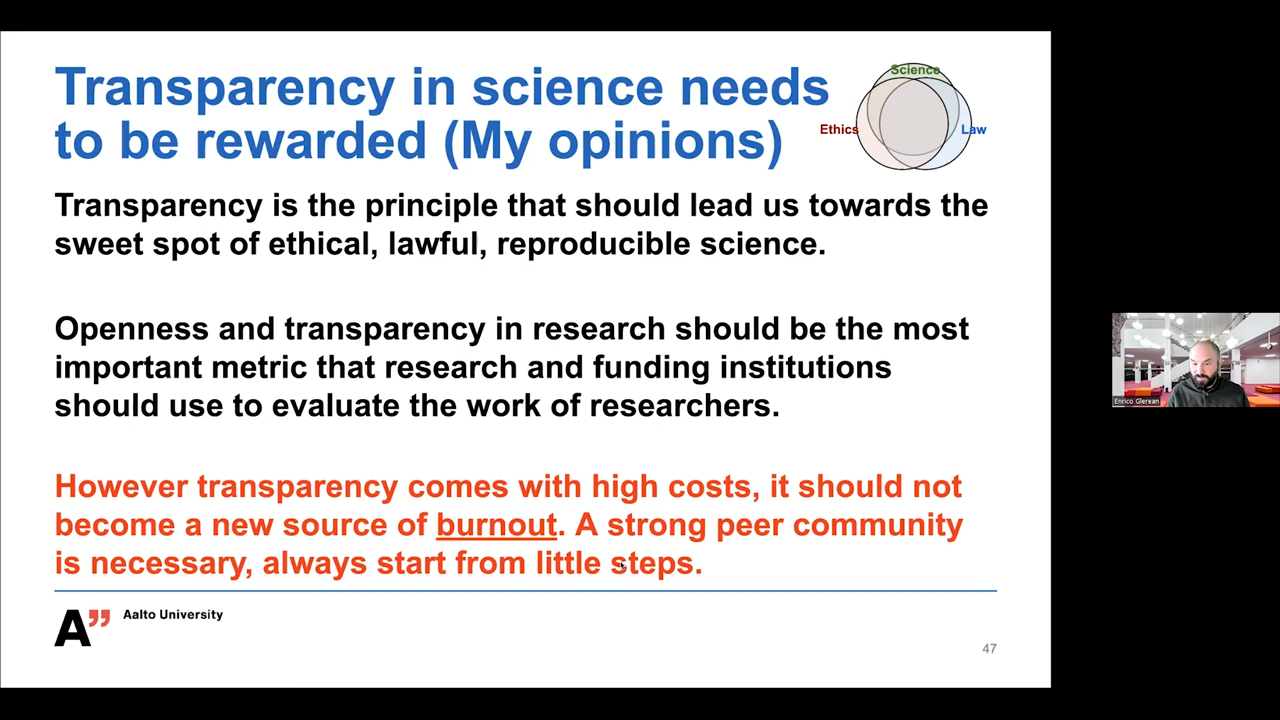 Transparency in science needs
to be rewarded (My opinions)
Science
Ethics
Law
Transparency is the principle that should lead us towards the
sweet spot of ethical, lawful, reproducible science.
Openness and transparency in research should be the most
important metric that research and funding institutions
should use to evaluate the work of researchers.
However transparency comes with high costs, it should not
become a new source of burnout. A strong peer community
is necessary, always start from little steps.
A”
Aalto University
47
Enrico Glerean